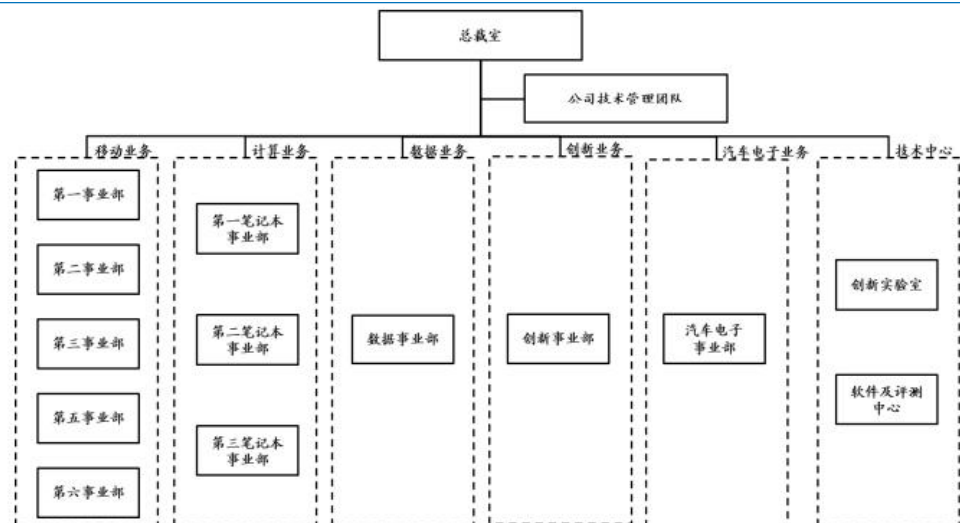 总裁室
公司技术管理团队
移动业务
计算业务
数据业务
创新业务
汽车电子业务
技术中心
第一事业部
第二事业部
第三事业部
第五事业部
第六事业部
第一笔记本
事业部
第二笔记本
事业部
第三笔记本
事业部
数据事业部
创新事业部
汽车电子
事业部
创新实验室
软件及评测
中心